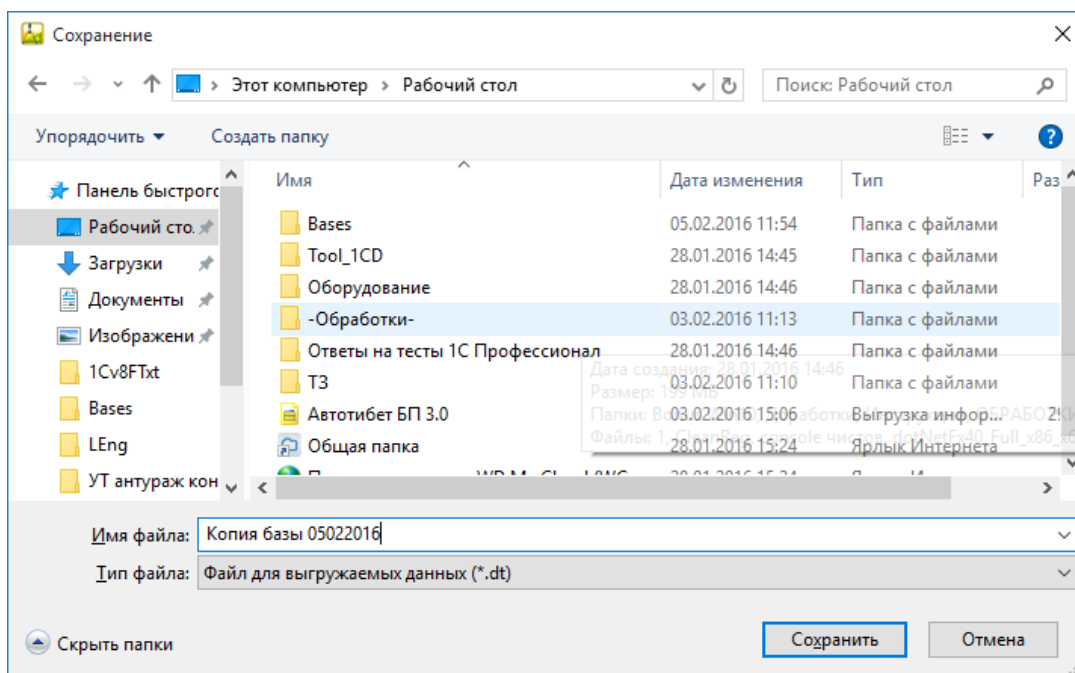 Сохранение
Этот компьютер › Рабочий стол
Поиск: Рабочий стол
Упорядочить
Создать папку
Панель быстрого
Рабочий сто.
Загрузки
Документы
Изображени
1Cv8FTxt
Bases
LEng
УТ антураж кон
Имя Дата изменения Тип Раз
Bases 05.02.2016 11:54 Папка с файлами
Tool_1CD 28.01.2016 14:45 Папка с файлами
Оборудование 28.01.2016 14:46 Папка с файлами
-Обработки- 03.02.2016 11:13 Папка с файлами
Ответы на тесты 1С Профессионал 28.01.2016 14:46 Папка с файлами
ТЗ 03.02.2016 11:10 Папка с файлами
Автотибет БП 3.0 03.02.2016 15:06 Выгрузка инфор...
Общая папка 28.01.2016 15:24 Ярлык Интернета
Дата создания: 28.01.2016 14:46
Размер: 199 MB
Папки:
Файлы: 1,
Имя файла: Копия базы 05022016
Тип файла: Файл для выгружаемых данных (*.dt)
Скрыть папки
Сохранить
Отмена